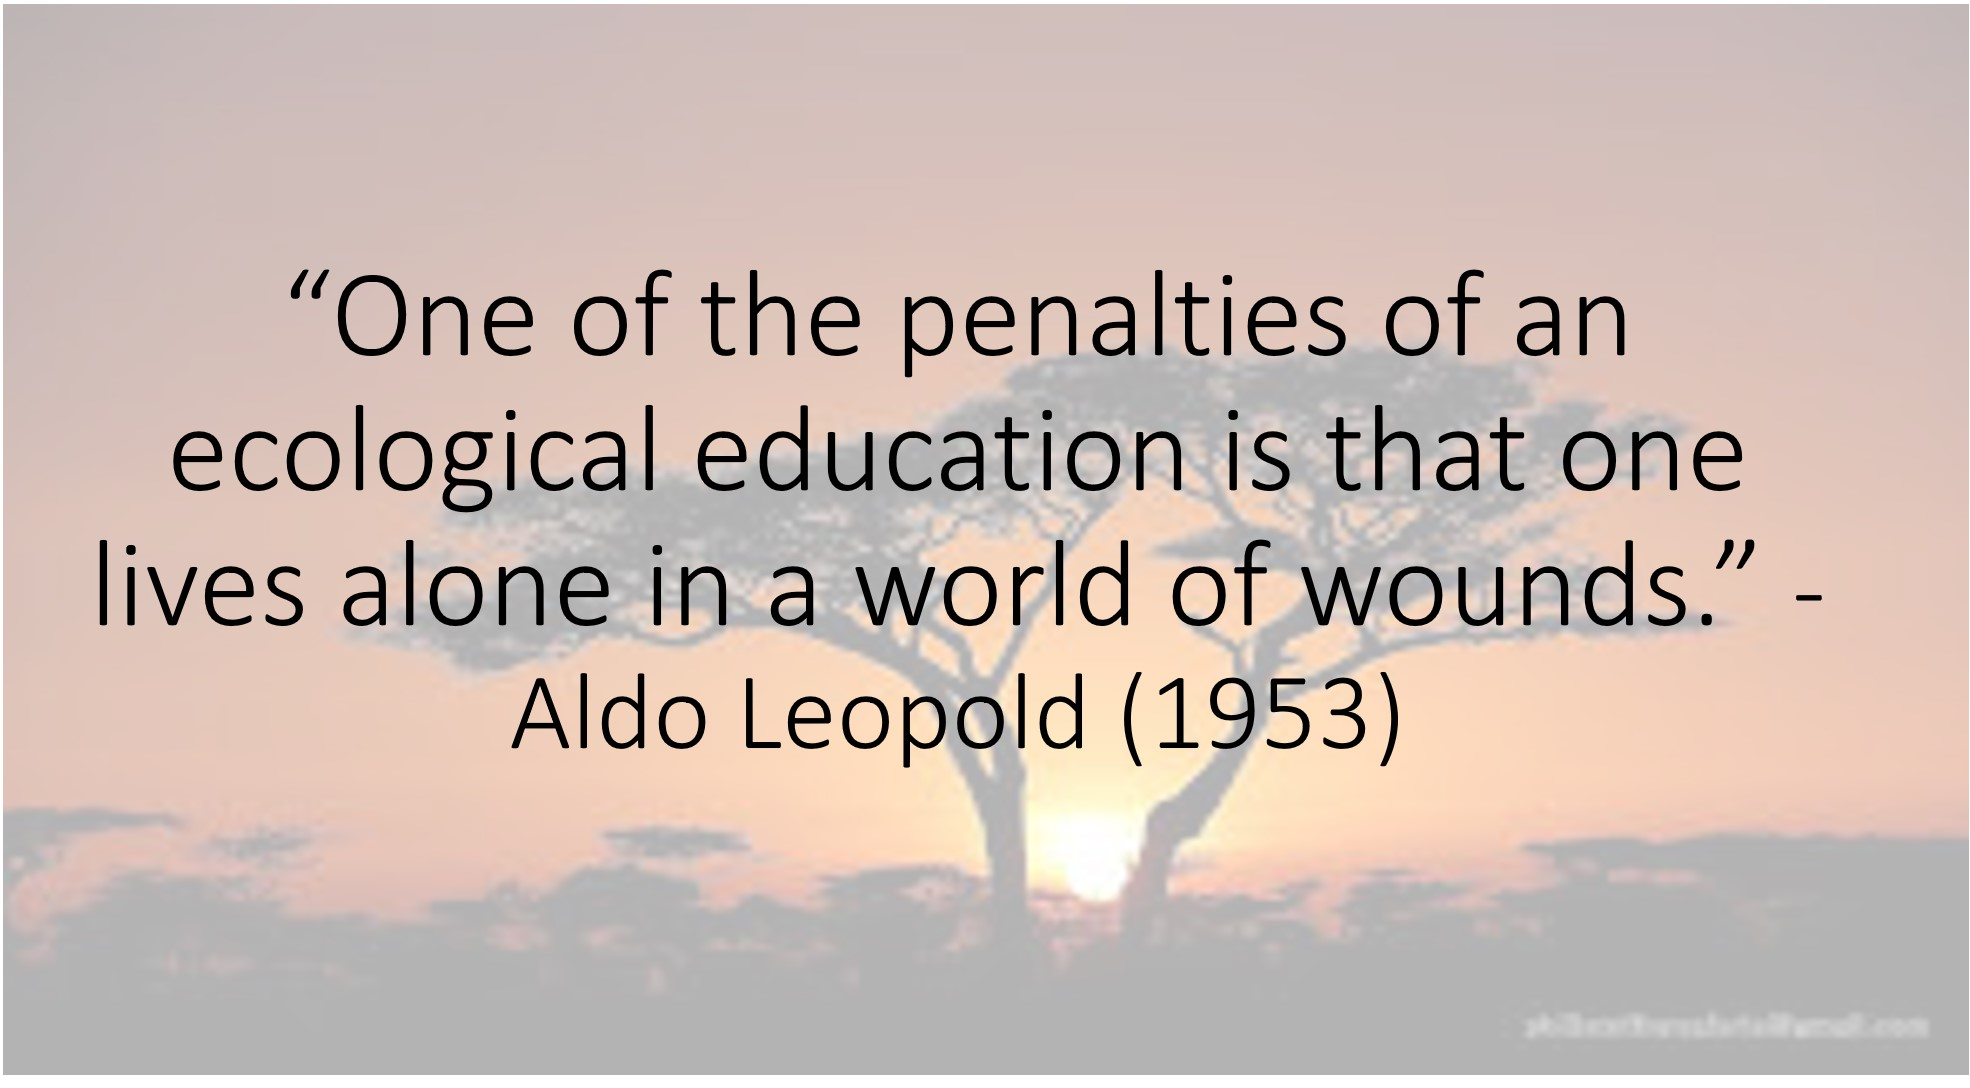 “One of the penalties of an
ecological education is that one
lives alone in a world of wounds.” -
Aldo Leopold (1953)